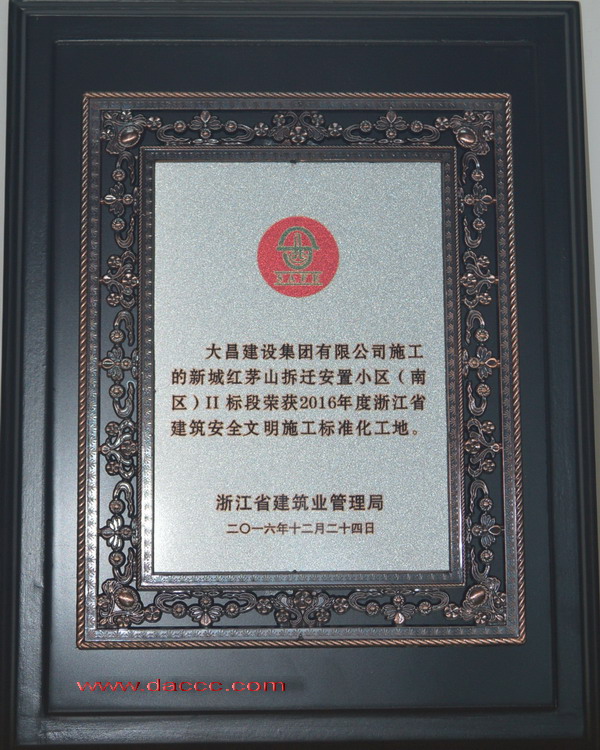 大昌建设集团有限公司施工
的新城红茅山拆迁安置小区（南
区）II 标段荣获2016年度浙江省
建筑安全文明施工标准化工地。
浙江省建筑业管理局
二〇一六年十二月二十四日
www.daccc.com